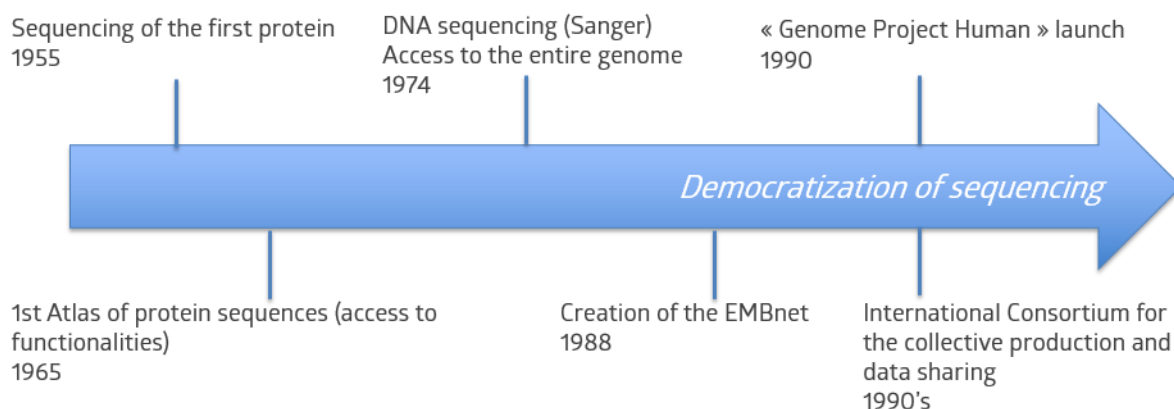 Sequencing of the first protein
1955
DNA sequencing (Sanger)
Access to the entire genome
1974
« Genome Project Human » launch
1990
Democratization of sequencing
1st Atlas of protein sequences (access to
functionalities)
1965
Creation of the EMBnet
1988
International Consortium for
the collective production and
data sharing
1990's